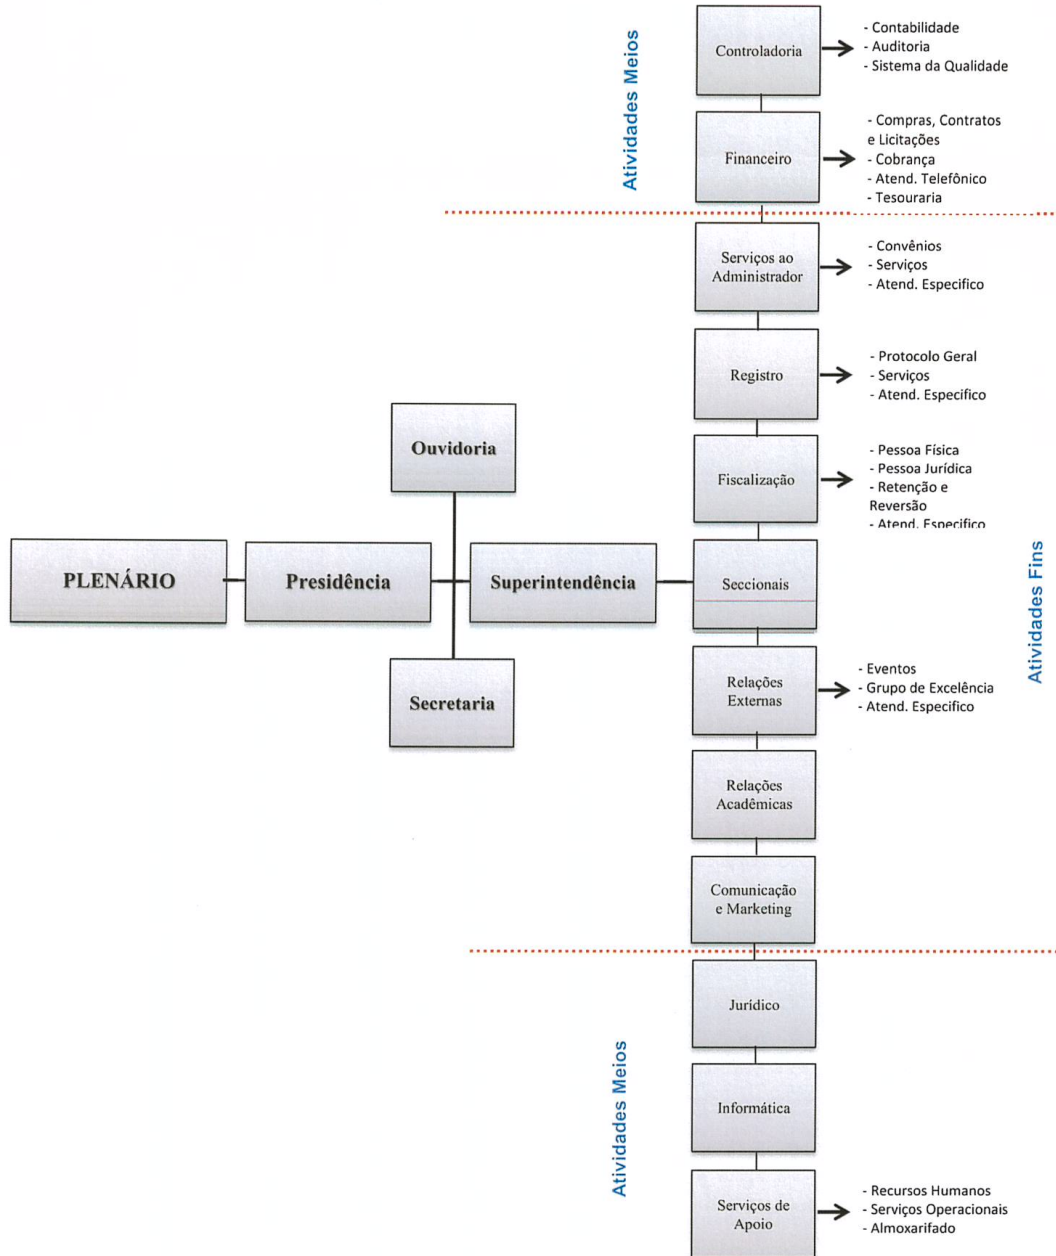 Atividades Meios
Controladoria
- Contabilidade
- Auditoria
- Sistema da Qualidade
Financeiro
- Compras, Contratos
e Licitações
- Cobrança
- Atend. Telefônico
- Tesouraria
Serviços ao
Administrador
- Convênios
- Serviços
- Atend. Especifico
Registro
- Protocolo Geral
- Serviços
- Atend. Especifico
Ouvidoria
Fiscalização
- Pessoa Física
- Pessoa Jurídica
- Retenção e
Reversão
- Atend. Especifico
PLENÁRIO
Presidência
Superintendência
Seccionais
Atividades Fins
Secretaria
Relações
Externas
- Eventos
- Grupo de Excelência
- Atend. Especifico
Relações
Acadêmicas
Comunicação
e Marketing
Jurídico
Atividades Meios
Informática
Serviços de
Apoio
- Recursos Humanos
- Serviços Operacionais
- Almoxarifado